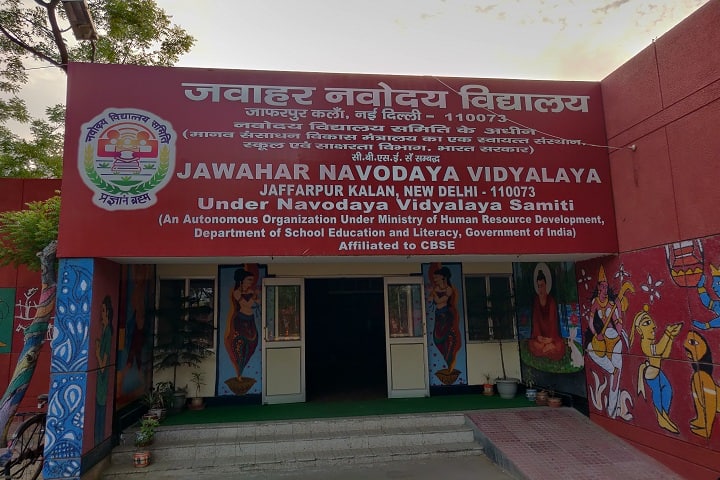 जवाहर नवोदय विद्यालय
जाफरपुर कलाँ, नई दिल्ली - 110073
नवोदय विद्यालय समिति के अधीन
(मानव संसाधन विकास मंत्रालय का एक स्वायत्त संस्थान,
स्कूल एवं साक्षरता विभाग, भारत सरकार)
सी.बी.एस.ई. से सम्बद्ध
नवोदय विद्यालय समिति
प्रज्ञानं ब्रह्म
JAWAHAR NAVODAYA VIDYALAYA
JAFFARPUR KALAN, NEW DELHI - 110073
Under Navodaya Vidyalaya Samiti
(An Autonomous Organization Under Ministry of Human Resource Development,
Department of School Education and Literacy, Government of India)
Affiliated to CBSE